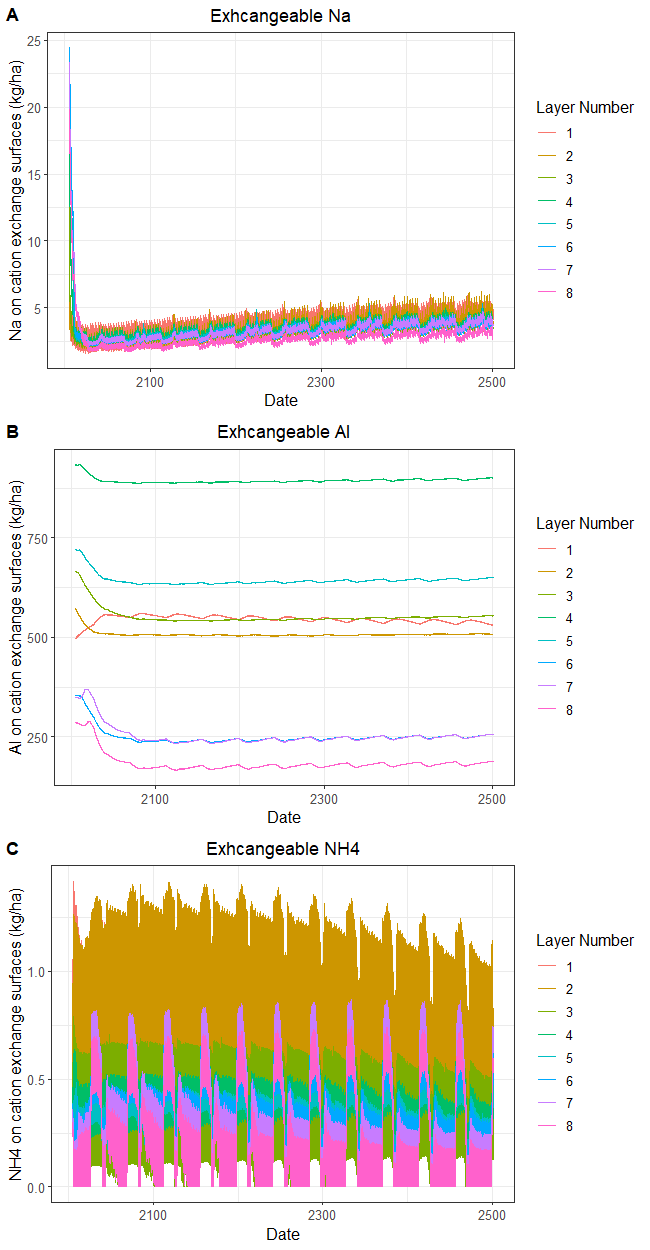 A
Exhcangeable Na
Na on cation exchange surfaces (kg/ha)
25
20
15
10
5
2100
2300
2500
Date
Layer Number
1
2
3
4
5
6
7
8
B
Exhcangeable Al
Al on cation exchange surfaces (kg/ha)
750
500
250
2100
2300
2500
Date
Layer Number
1
2
3
4
5
6
7
8
C
Exhcangeable NH4
NH4 on cation exchange surfaces (kg/ha)
1.0
0.5
0.0
2100
2300
2500
Date
Layer Number
1
2
3
4
5
6
7
8